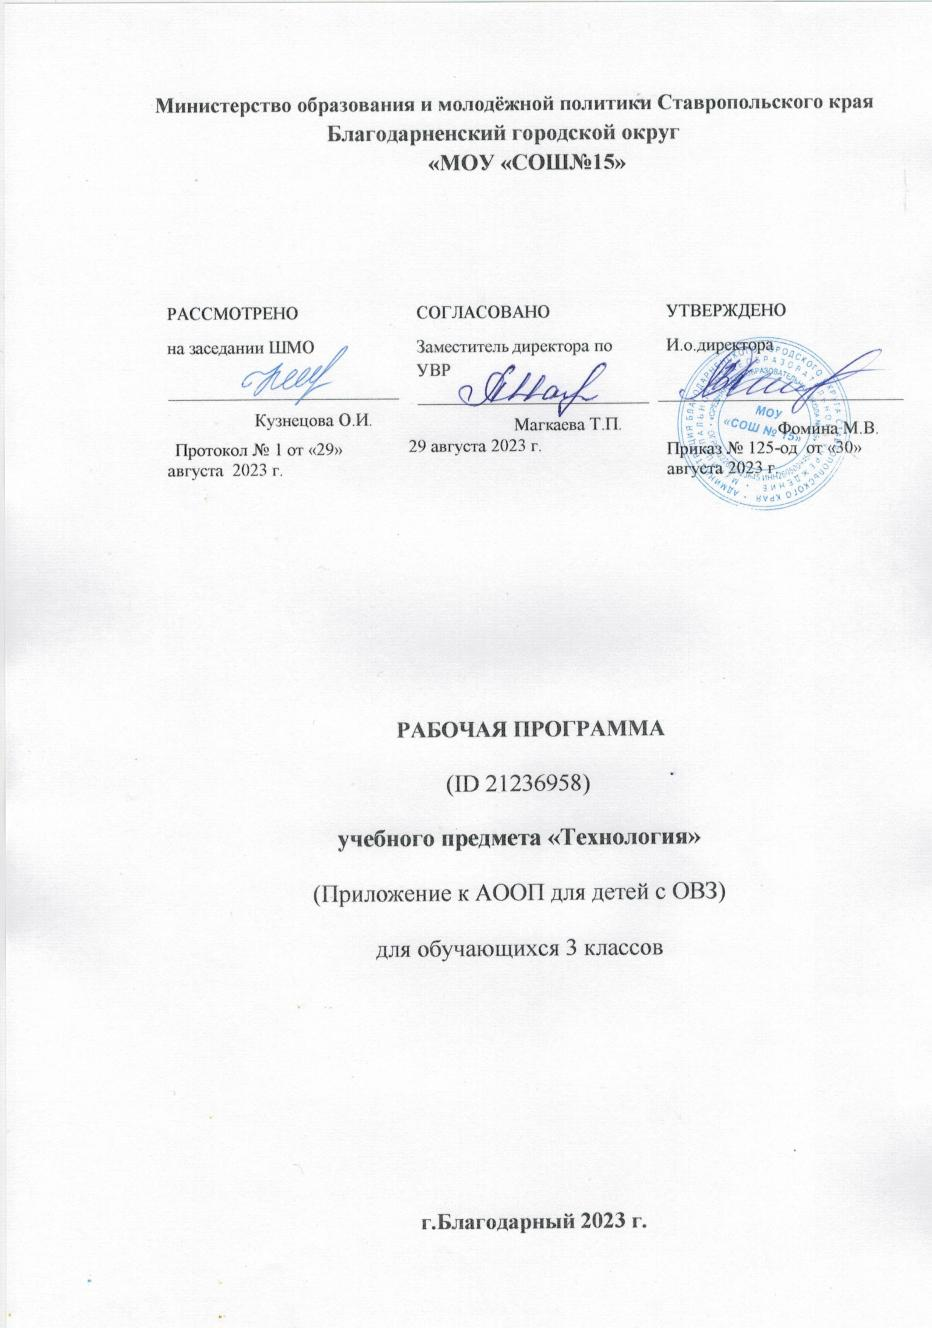 Министерство образования и молодёжной политики Ставропольского края
Благодарненский городской округ
«МОУ «СОШ№15»
РАССМОТРЕНО
на заседании ШМО
Кузнецова О.И.
Протокол № 1 от «29»
августа 2023 г.
СОГЛАСОВАНО
Заместитель директора по
УВР
Магкаева Т.П.
29 августа 2023 г.
УТВЕРЖДЕНО
И.о.директора
Фомина М.В.
Приказ № 125-од от «30»
августа 2023 г.
МОУ
«СОШ № 15»
РАБОЧАЯ ПРОГРАММА
(ID 21236958)
учебного предмета «Технология»
(Приложение к АООП для детей с ОВЗ)
для обучающихся 3 классов
г.Благодарный 2023 г.